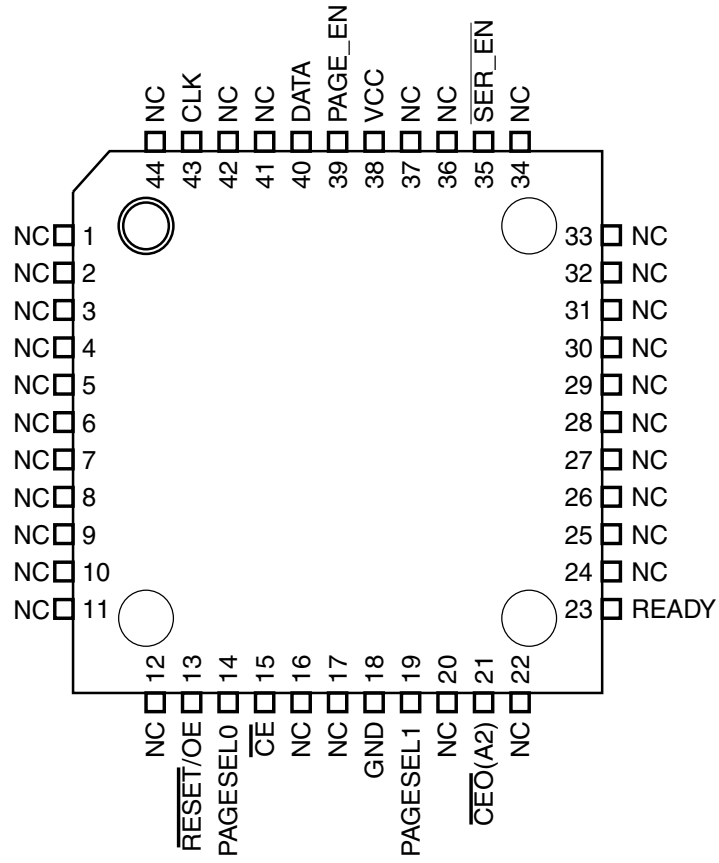 NC
CLK
NC
NC
DATA
PAGE_EN
VCC
NC
NC
SER_EN
NC
44
43
42
41
40
39
38
37
36
35
34
NC 1
NC 2
NC 3
NC 4
NC 5
NC 6
NC 7
NC 8
NC 9
NC 10
NC 11
33 NC
32 NC
31 NC
30 NC
29 NC
28 NC
27 NC
26 NC
25 NC
24 NC
23 READY
12
13
14
15
16
17
18
19
20
21
22
NC
RESET/OE
PAGESEL0
CE
NC
NC
GND
PAGESEL1
NC
CEO(A2)
NC